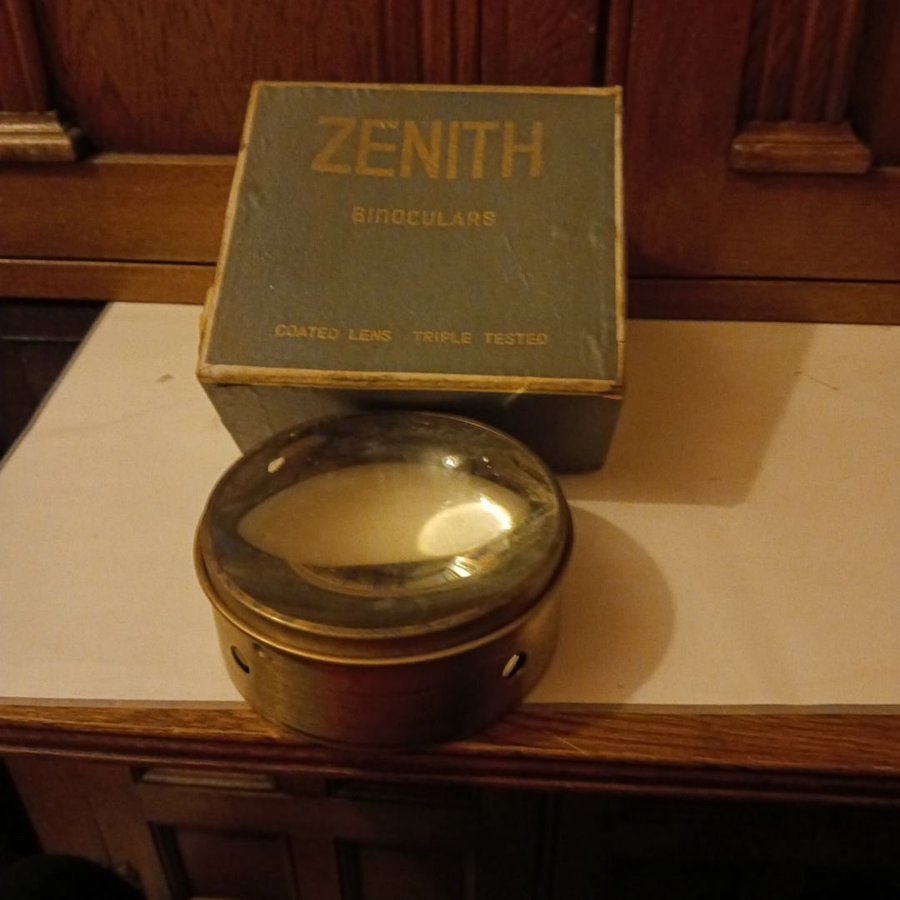 ZENITH
BINOCULARS
COATED LENS TRIPLE TESTED